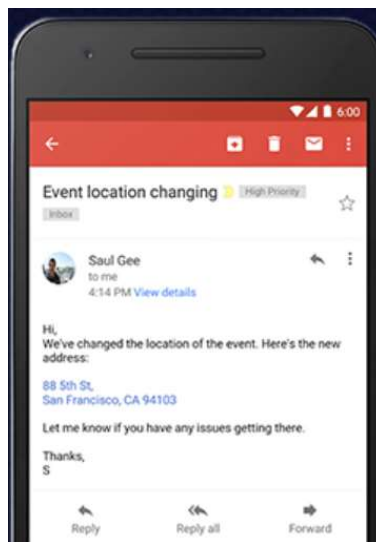 6:00
Event location changing High Priority
Inbox
Saul Gee
to me
4:14 PM View details
Hi,
We've changed the location of the event. Here's the new
address:
88 5th St,
San Francisco, CA 94103
Let me know if you have any issues getting there.
Thanks,
S
Reply Reply all Forward